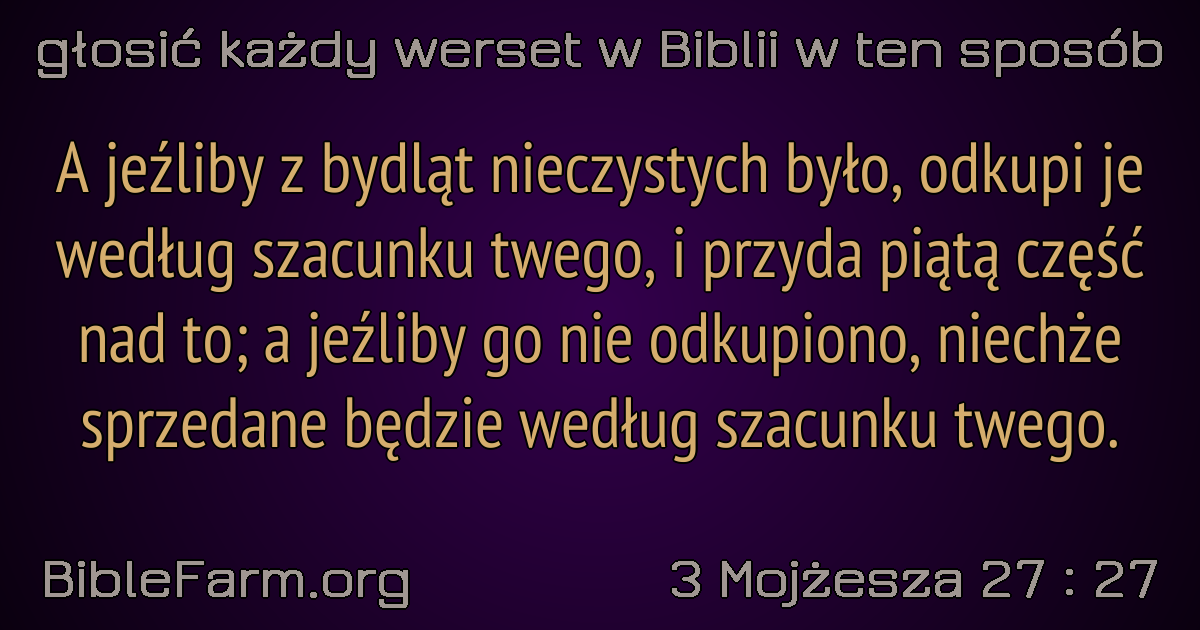 głosić każdy werset w Biblii w ten sposób
A jeźliby z bydląt nieczystych było, odkupi je
według szacunku twego, i przyda piątą część
nad to; a jeźliby go nie odkupiono, niechże
sprzedane będzie według szacunku twego.
BibleFarm.org
3 Mojżesza 27 : 27